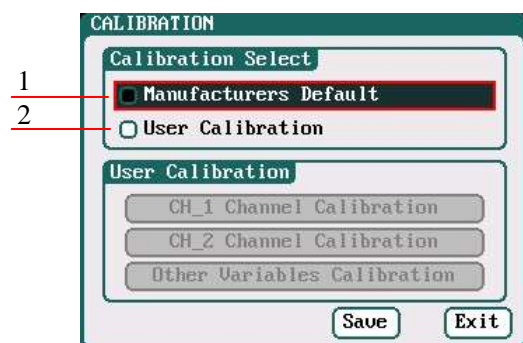 CALIBRATION
Calibration Select
1
Manufacturers Default
2
User Calibration
User Calibration
CH_1 Channel Calibration
CH_2 Channel Calibration
Other Variables Calibration
Save Exit